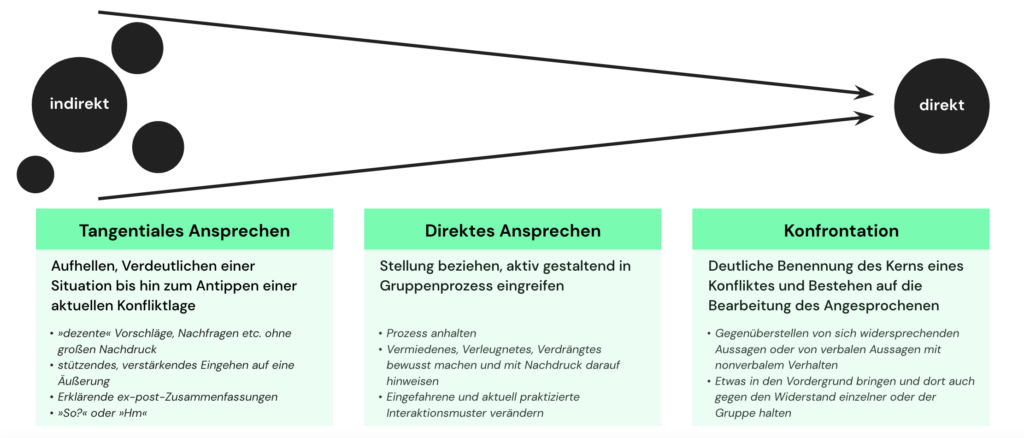 indirekt
direkt
Tangentiales Ansprechen
Aufhellen, Verdeutlichen einer
Situation bis hin zum Antippen einer
aktuellen Konfliktlage
• »dezente« Vorschläge, Nachfragen etc. ohne
großen Nachdruck
• stützendes, verstärkendes Eingehen auf eine
Äußerung
• Erklärende ex-post-Zusammenfassungen
• »So?« oder »Hm«
Direktes Ansprechen
Stellung beziehen, aktiv gestaltend in
Gruppenprozess eingreifen
• Prozess anhalten
• Vermiedenes, Verleugnetes, Verdrängtes
bewusst machen und mit Nachdruck darauf
hinweisen
• Eingefahrene und aktuell praktizierte
Interaktionsmuster verändern
Konfrontation
Deutliche Benennung des Kerns eines
Konfliktes und Bestehen auf die
Bearbeitung des Angesprochenen
• Gegenüberstellen von sich widersprechenden
Aussagen oder von verbalen Aussagen mit
nonverbalem Verhalten
• Etwas in den Vordergrund bringen und dort auch
gegen den Widerstand einzelner oder der
Gruppe halten